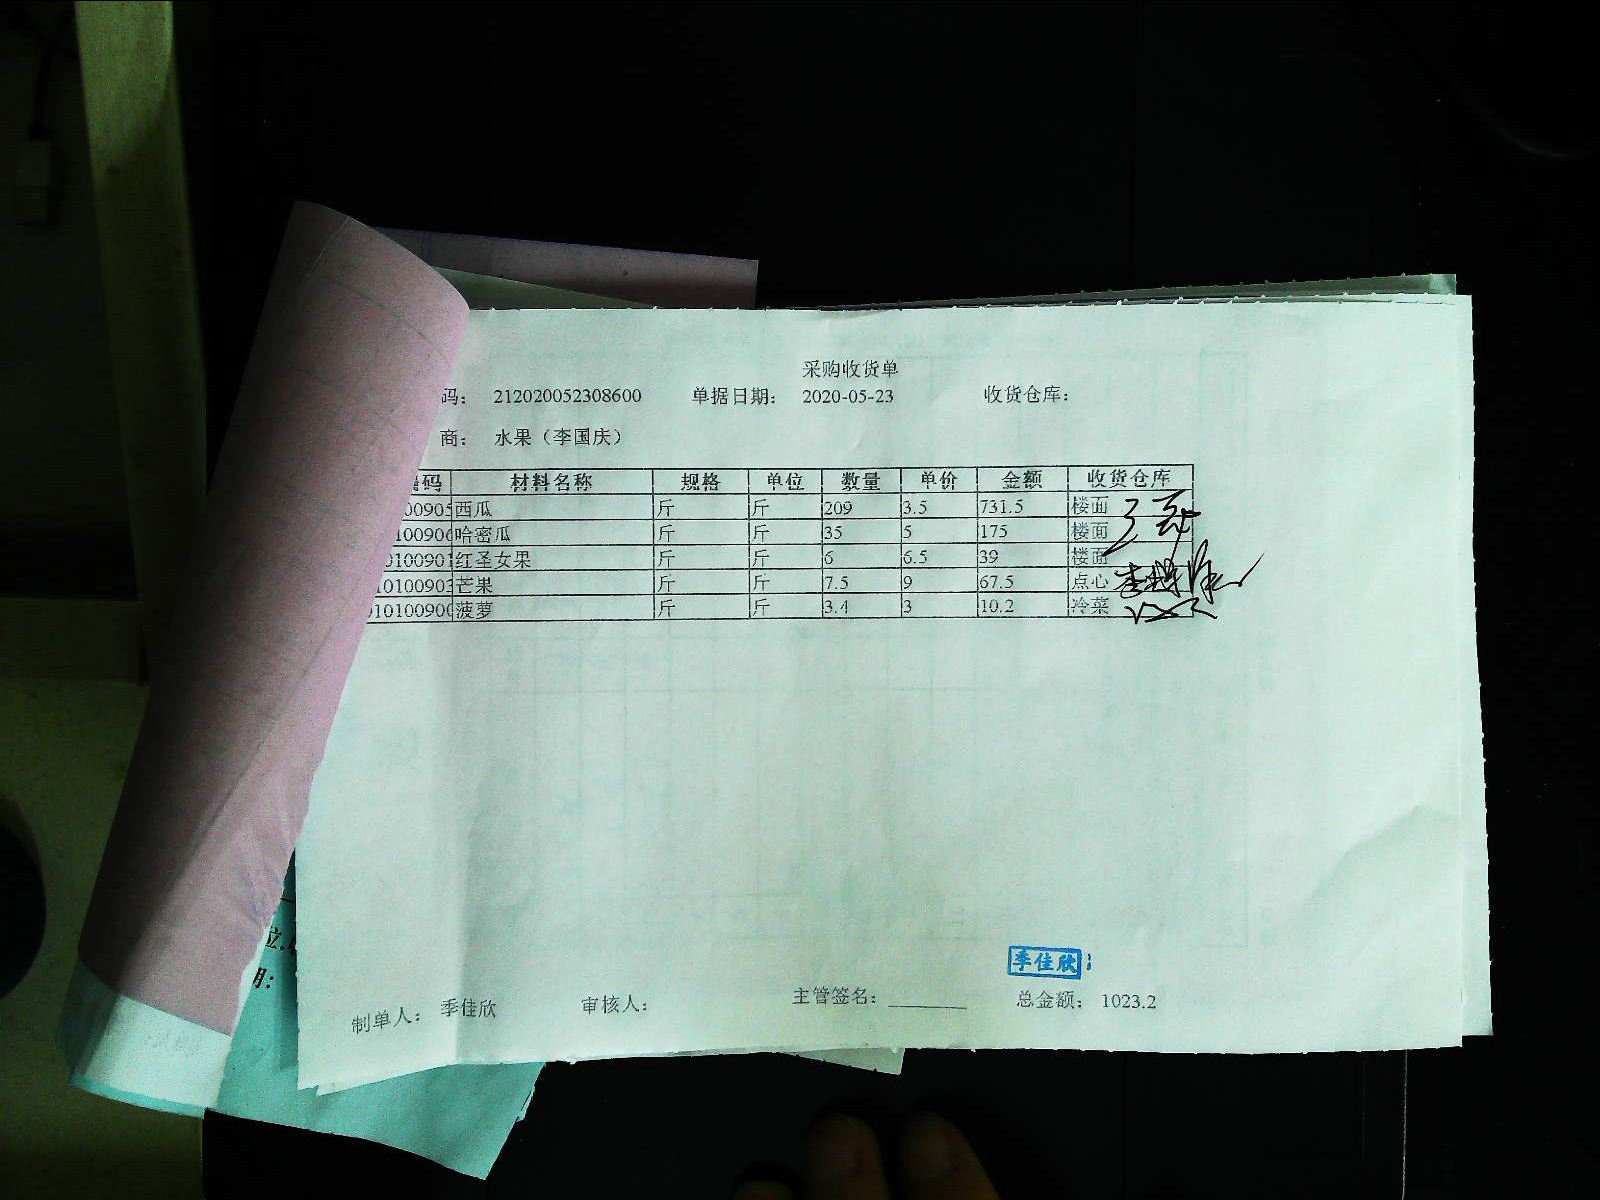 采购收货单
码： 212020052308600 单据日期： 2020-05-23 收货仓库：
商： 水果（李国庆）
编码 材料名称 规格 单位 数量 单价 金额 收货仓库
00905 西瓜 斤 斤 209 3.5 731.5 楼面
100906 哈密瓜 斤 斤 35 5 175 楼面
0100901 红圣女果 斤 斤 6 6.5 39 楼面
10100903 芒果 斤 斤 7.5 9 67.5 点心
010100900 菠萝 斤 斤 3.4 3 10.2 冷菜
季佳欣
制单人： 季佳欣 审核人： 主管签名： 总金额： 1023.2